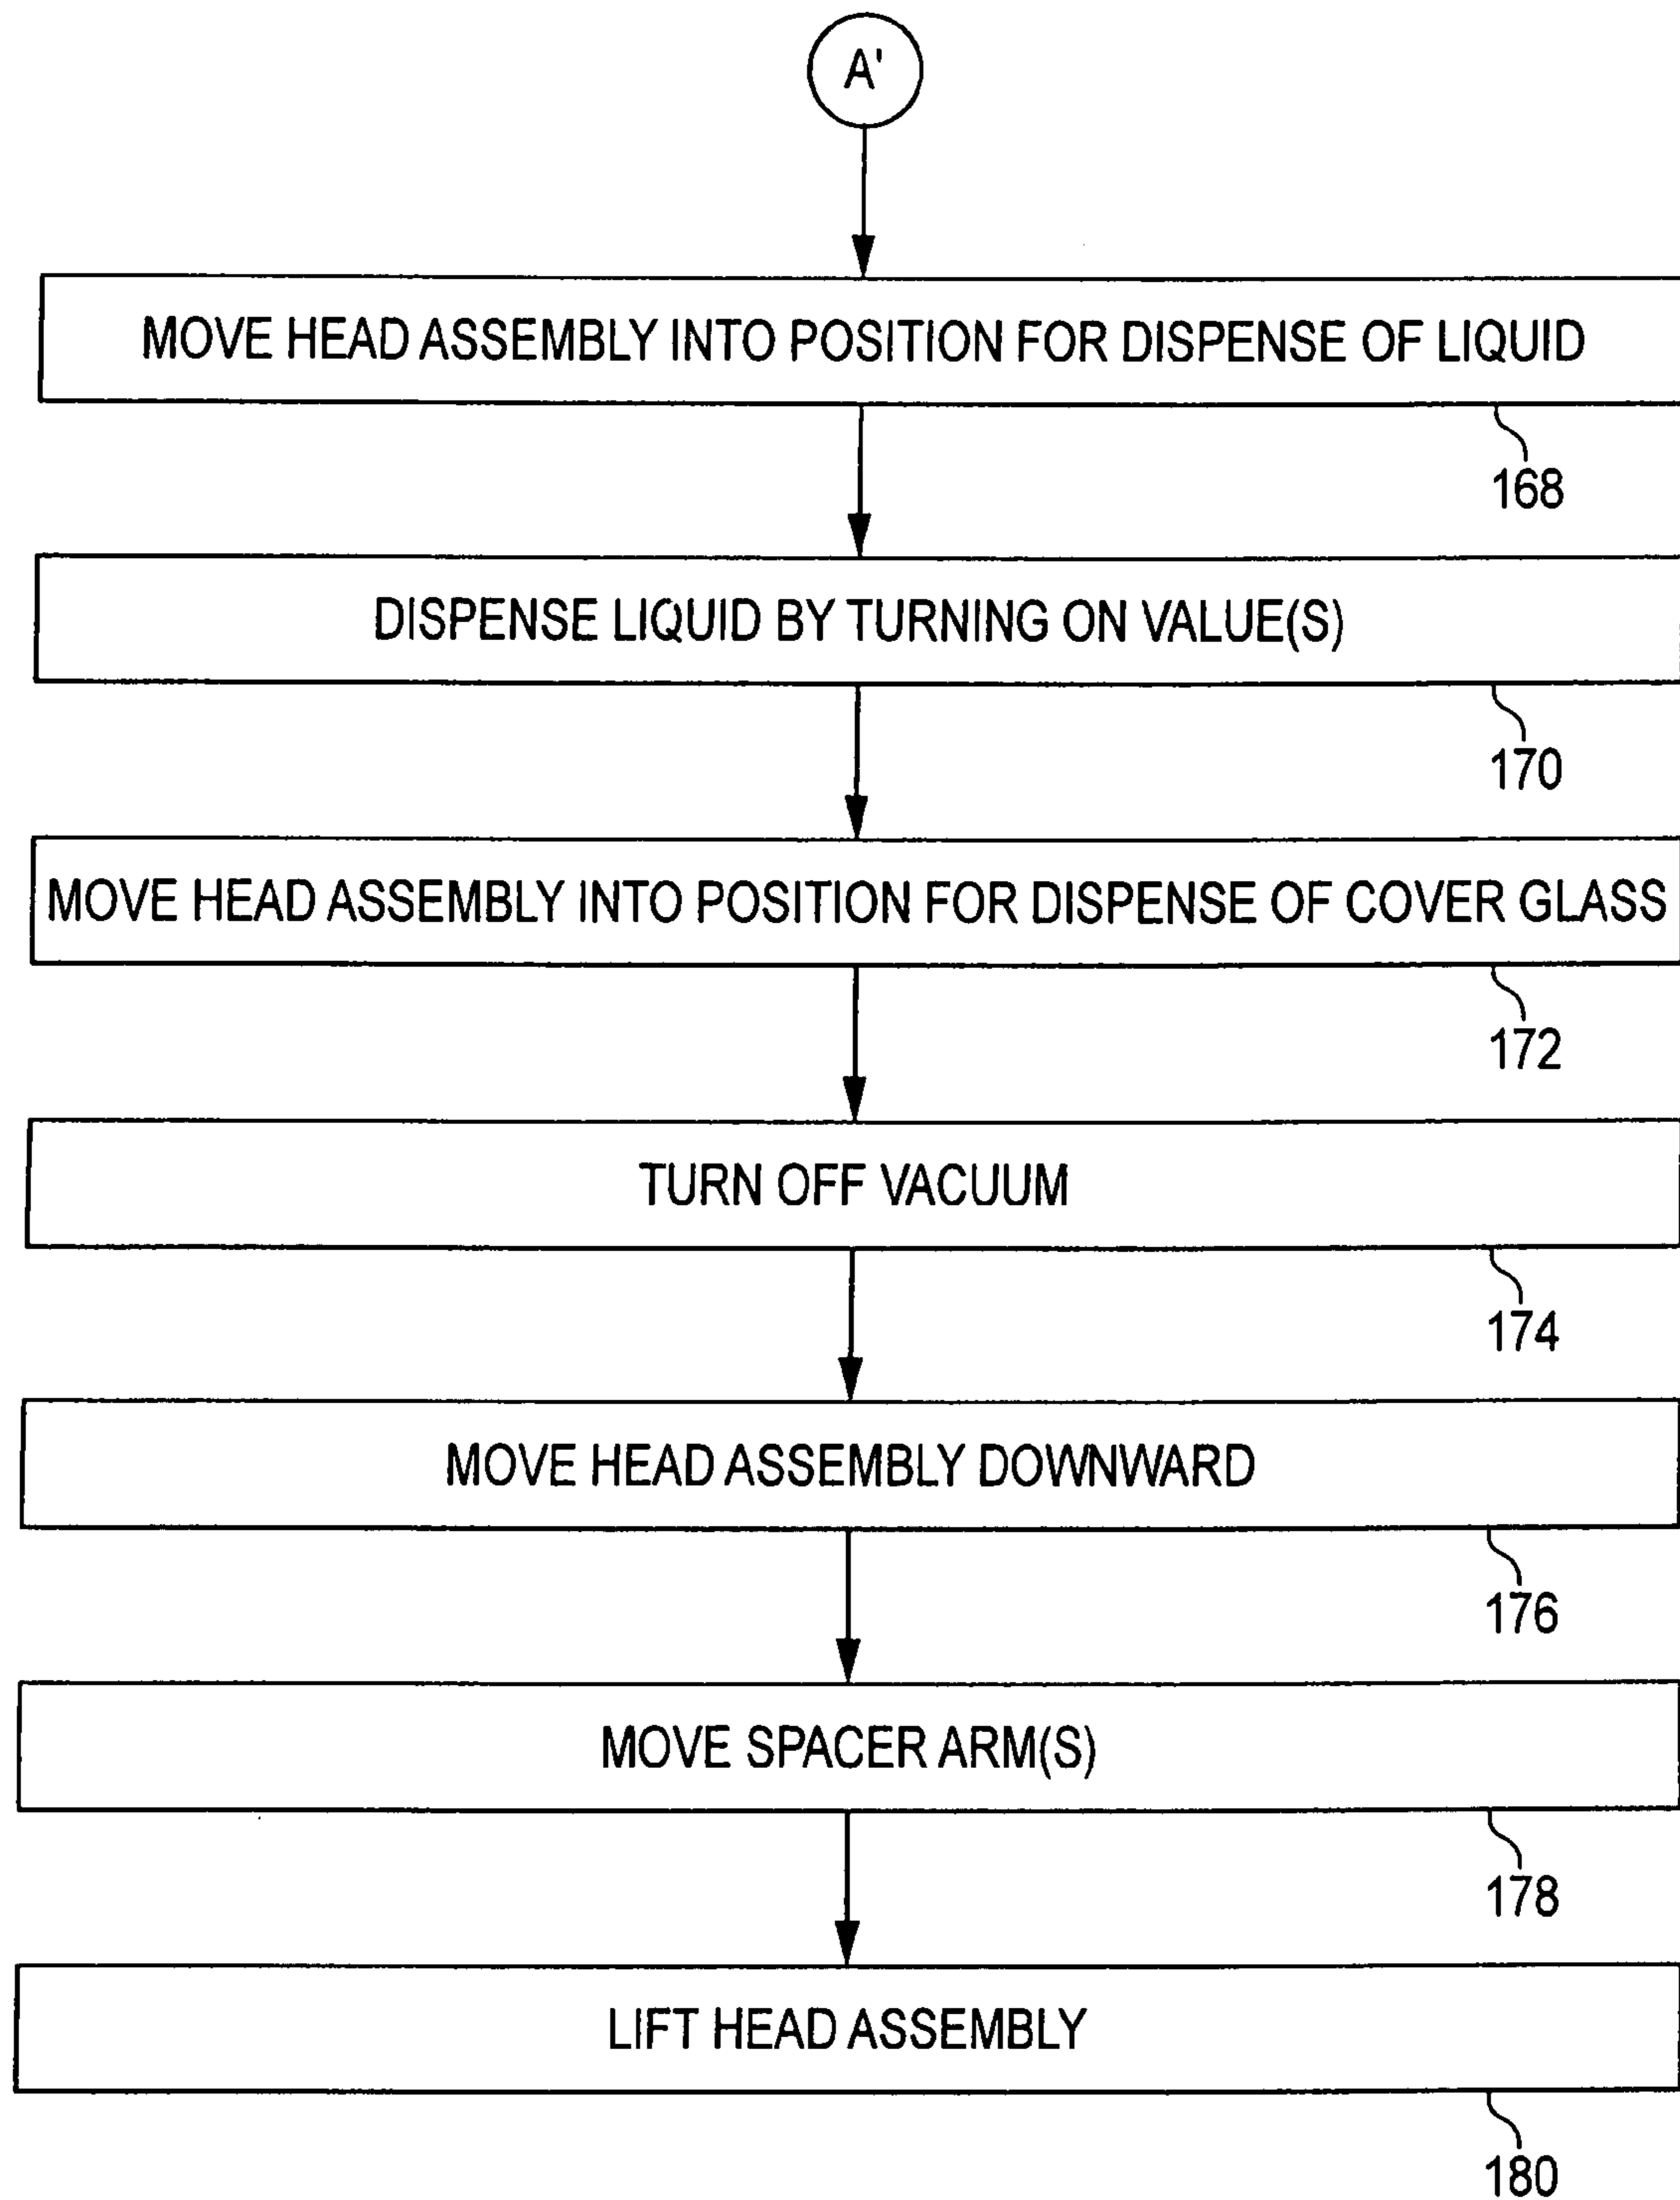 A'
MOVE HEAD ASSEMBLY INTO POSITION FOR DISPENSE OF LIQUID
168
DISPENSE LIQUID BY TURNING ON VALUE(S)
170
MOVE HEAD ASSEMBLY INTO POSITION FOR DISPENSE OF COVER GLASS
172
TURN OFF VACUUM
174
MOVE HEAD ASSEMBLY DOWNWARD
176
MOVE SPACER ARM(S)
178
LIFT HEAD ASSEMBLY
180